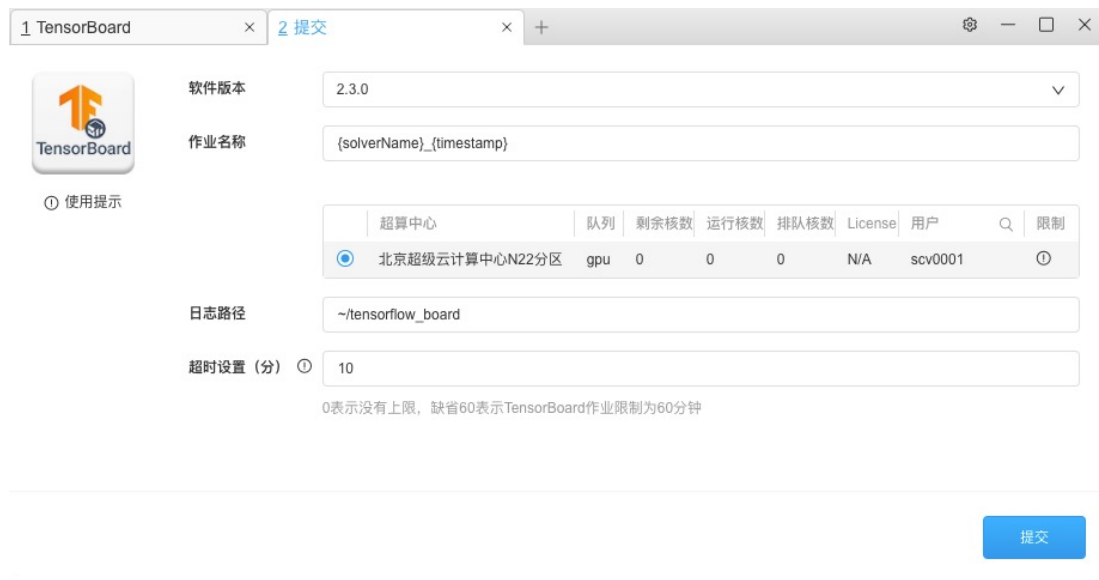 1 TensorBoard × 2 提交 × +
软件版本 2.3.0
TensorBoard
作业名称 {solverName}_{timestamp}
使用提示
超算中心 队列 剩余核数 运行核数 排队核数 License 用户 限制
北京超级云计算中心N22分区 gpu 0 0 0 N/A scv0001
日志路径 ~/tensorflow_board
超时设置（分） 10
0表示没有上限，缺省60表示TensorBoard作业限制为60分钟
提交